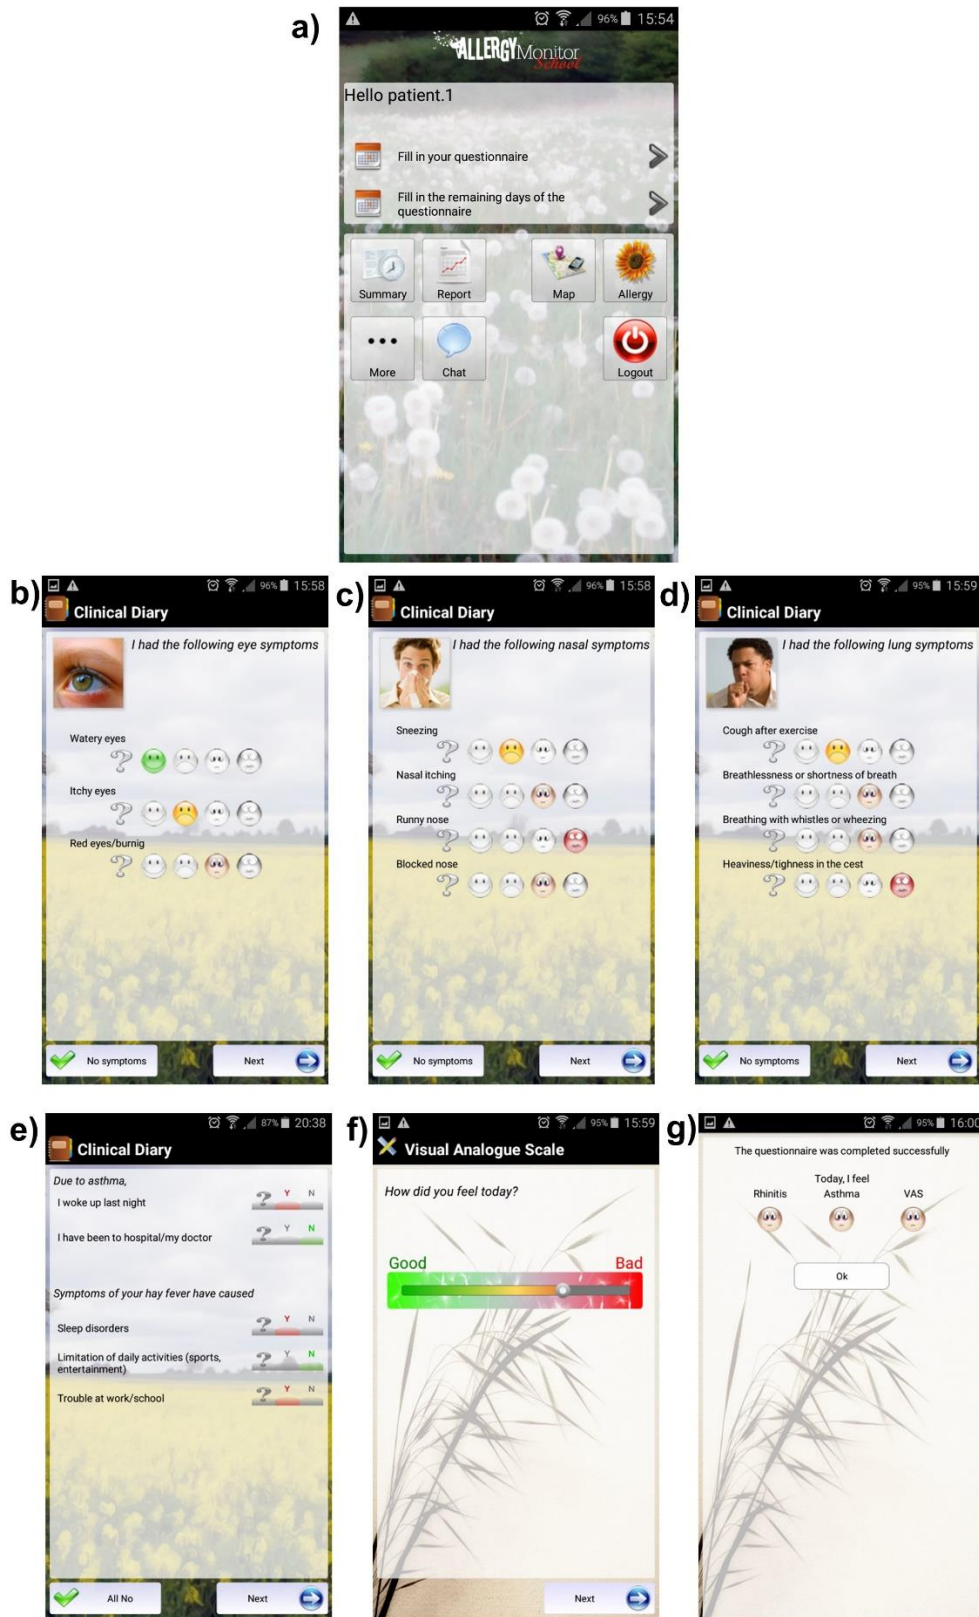 a)
96% 15:54
ALLERGY Monitor
School
Hello patient.1
Fill in your questionnaire
Fill in the remaining days of the
questionnaire
Summary Report Map Allergy
More Chat Logout
b)
96% 15:58
Clinical Diary
I had the following eye symptoms
Watery eyes
?
Itchy eyes
?
Red eyes/burnig
?
No symptoms Next
c)
96% 15:58
Clinical Diary
I had the following nasal symptoms
Sneezing
?
Nasal itching
?
Runny nose
?
Blocked nose
?
No symptoms Next
d)
95% 15:59
Clinical Diary
I had the following lung symptoms
Cough after exercise
?
Breathlessness or shortness of breath
?
Breathing with whistles or wheezing
?
Heaviness/tighness in the cest
?
No symptoms Next
e)
87% 20:38
Clinical Diary
Due to asthma,
I woke up last night ? Y N
I have been to hospital/my doctor ? Y N
Symptoms of your hay fever have caused
Sleep disorders ? Y N
Limitation of daily activities (sports, ? Y N
entertainment)
Trouble at work/school ? Y N
All No Next
f)
95% 15:59
Visual Analogue Scale
How did you feel today?
Good Bad
Next
g)
95% 16:00
The questionnaire was completed successfully
Today, I feel
Rhinitis Asthma VAS
Ok